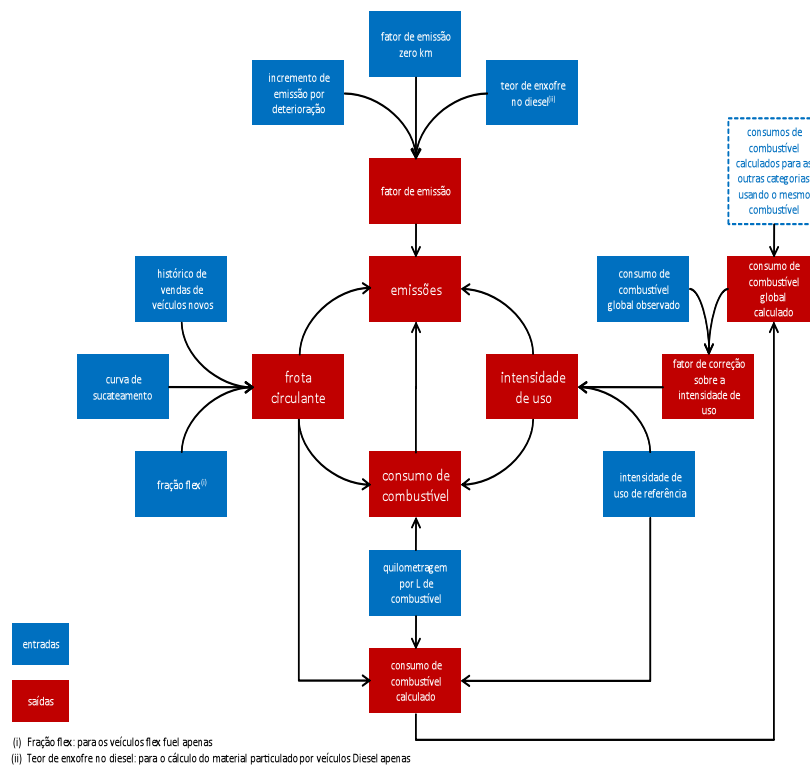 fator de emissão
zero km
incremento de
emissão por
deterioração
teor de enxofre
no diesel(ii)
consumos de
combustível
calculados para as
outras categorias
usando o mesmo
combustível
fator de emissão
histórico de
vendas de
veículos novos
emissões
consumo de
combustível
global observado
consumo de
combustível
global
calculado
curva de
sucateamento
frota
circulante
intensidade
de uso
fator de correção
sobre a
intensidade de
uso
fração flex(i)
consumo de
combustível
intensidade de
uso de referência
quilometragem
por L de
combustível
entradas
consumo de
combustível
calculado
saídas
(i) Fração flex: para os veículos flex fuel apenas
(ii) Teor de enxofre no diesel: para o cálculo do material particulado por veículos Diesel apenas